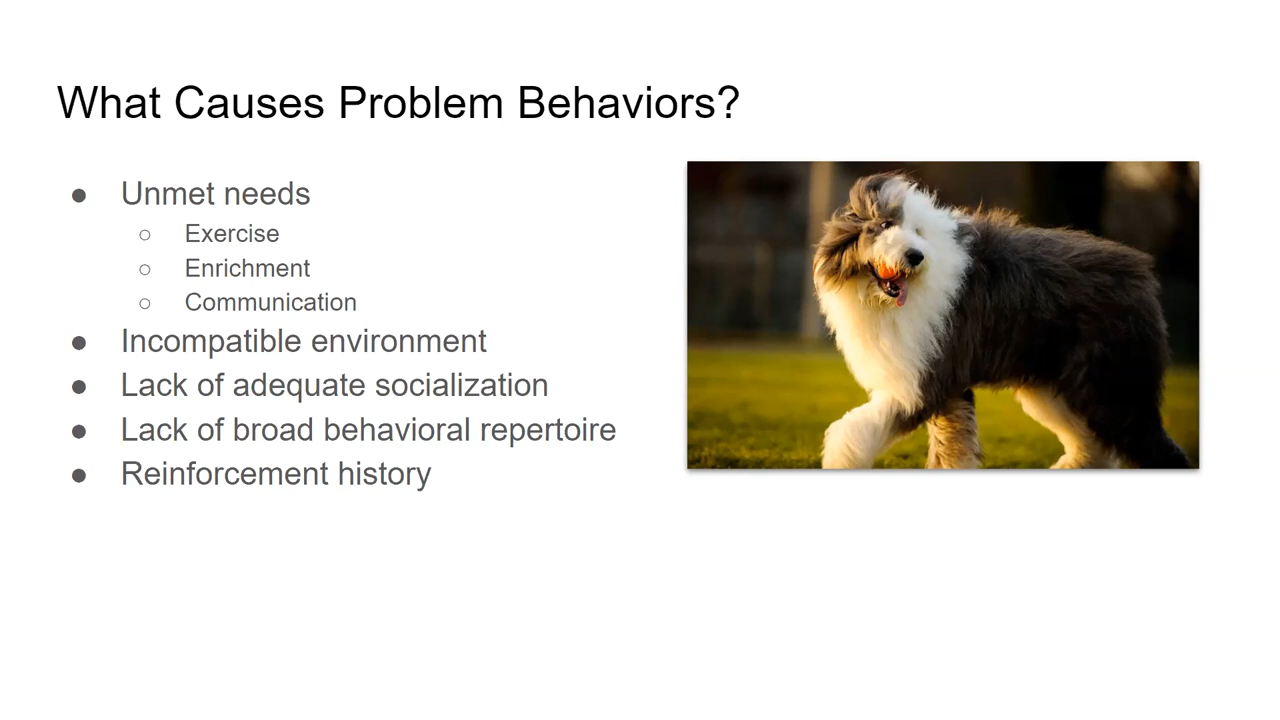 What Causes Problem Behaviors?
● Unmet needs
○ Exercise
○ Enrichment
○ Communication
● Incompatible environment
● Lack of adequate socialization
● Lack of broad behavioral repertoire
● Reinforcement history